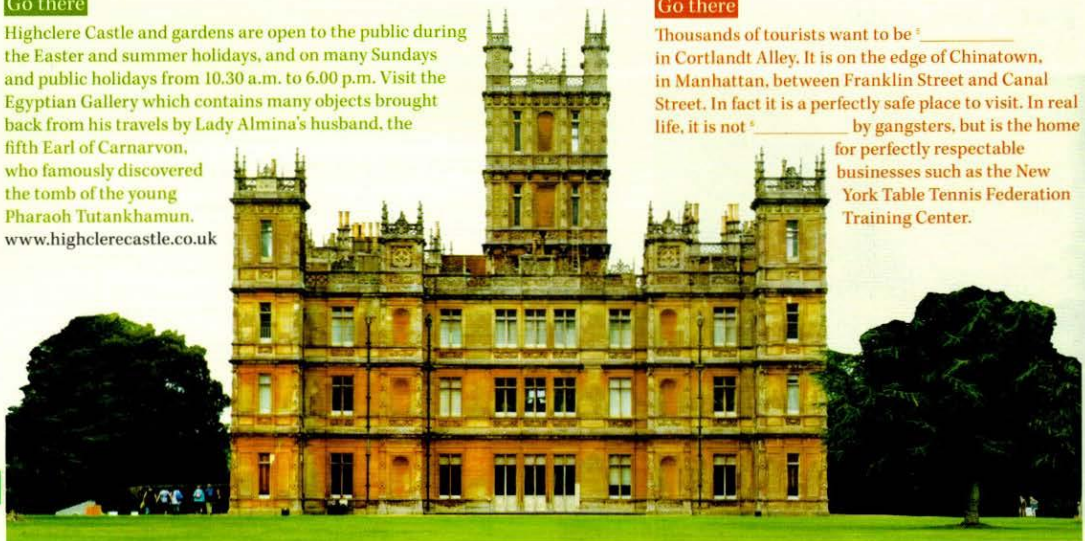 Go there
Highclere Castle and gardens are open to the public during
the Easter and summer holidays, and on many Sundays
and public holidays from 10.30 a.m. to 6.00 p.m. Visit the
Egyptian Gallery which contains many objects brought
back from his travels by Lady Almina's husband, the
fifth Earl of Carnarvon,
who famously discovered
the tomb of the young
Pharaoh Tutankhamun.
www.highclerecastle.co.uk
Go there
Thousands of tourists want to be ___________
in Cortlandt Alley. It is on the edge of Chinatown,
in Manhattan, between Franklin Street and Canal
Street. In fact it is a perfectly safe place to visit. In real
life, it is not ___________ by gangsters, but is the home
for perfectly respectable
businesses such as the New
York Table Tennis Federation
Training Center.